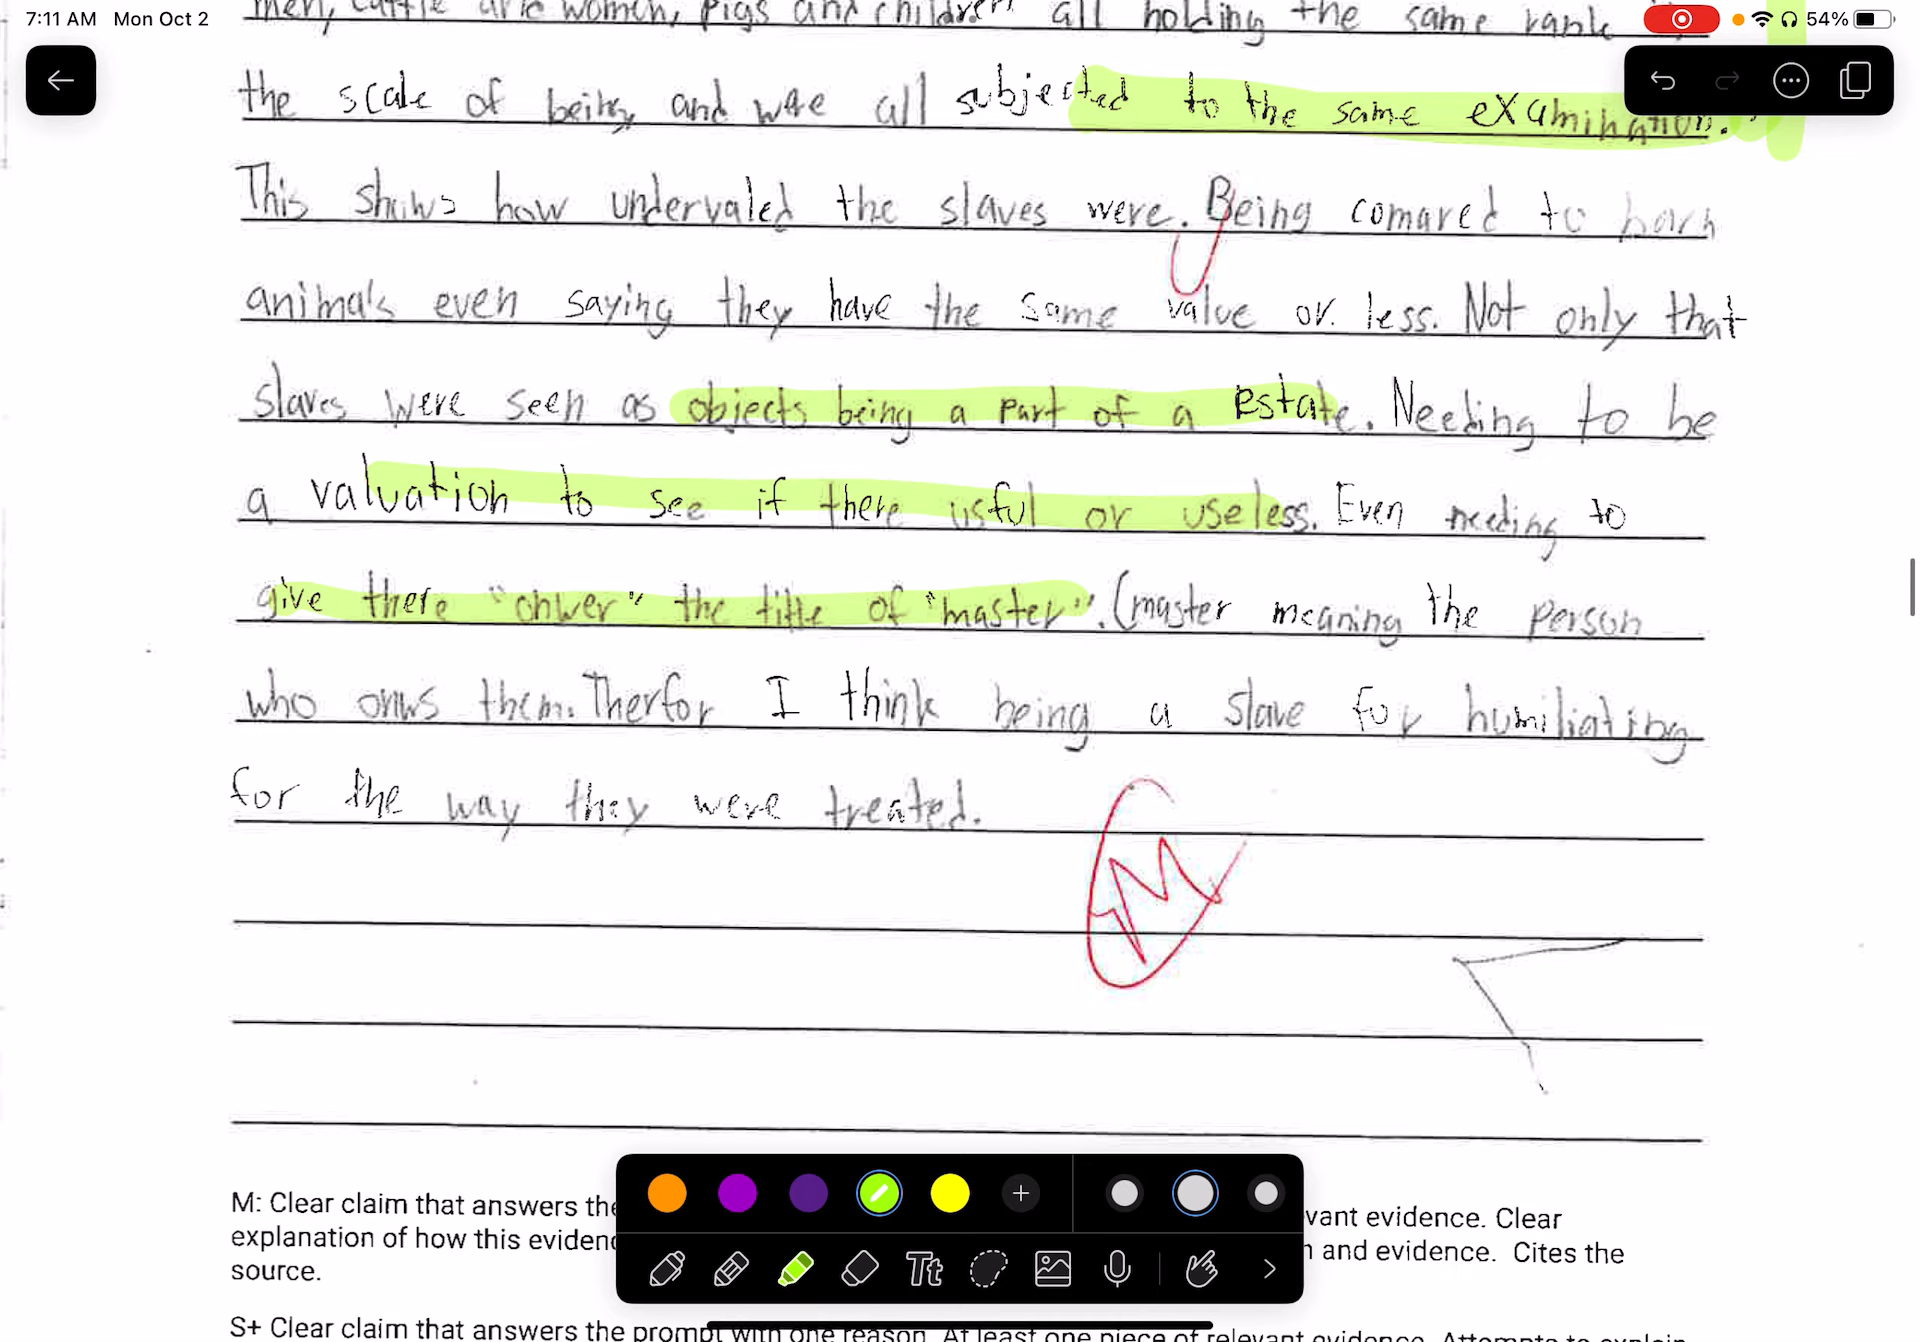 7:11 AM Mon Oct 2
54%
men, cattle and women, pigs and children all holding the same rank
the scale of being, and were all subjected to the same examination."
This shows how undervaled the slaves were. Being comared to barn
animals even saying they have the same value or less. Not only that
slaves were seen as objects being a part of a estate. Needing to be
a valuation to see if there usful or useless. Even needing to
give there "onwer" the title of "master". (master meaning the person
who onws them. Therfor I think being a slave for humiliating
for the way they were treated.
M
M: Clear claim that answers the vant evidence. Clear
explanation of how this eviden and evidence. Cites the
source.
S+ Clear claim that answers the prompt with one reason. At least one piece of relevant evidence. Attempts to explain
Tt